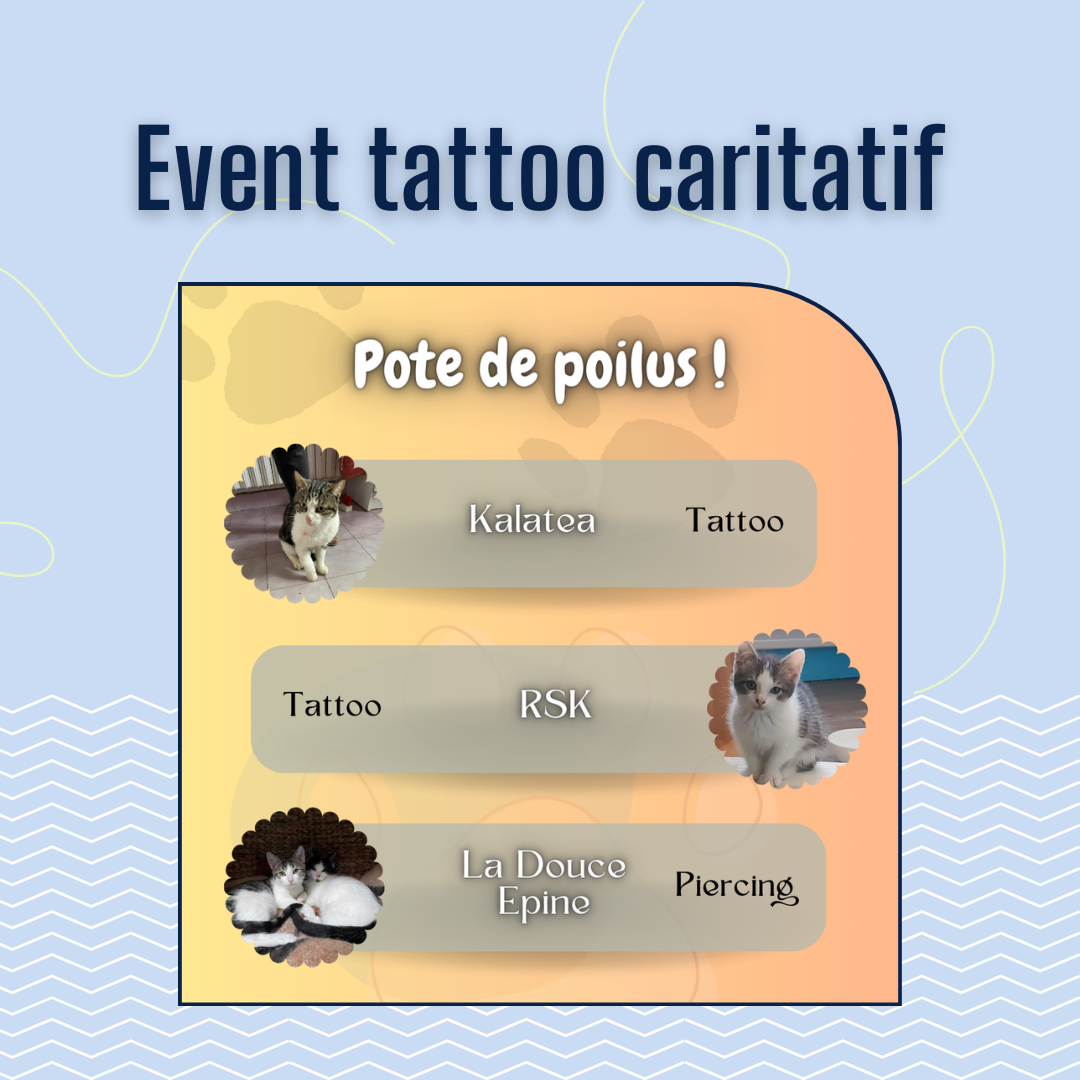 Event tattoo caritatif
Pote de poilus !
Kalatea
Tattoo
Tattoo
RSK
La Douce
Epine
Piercing